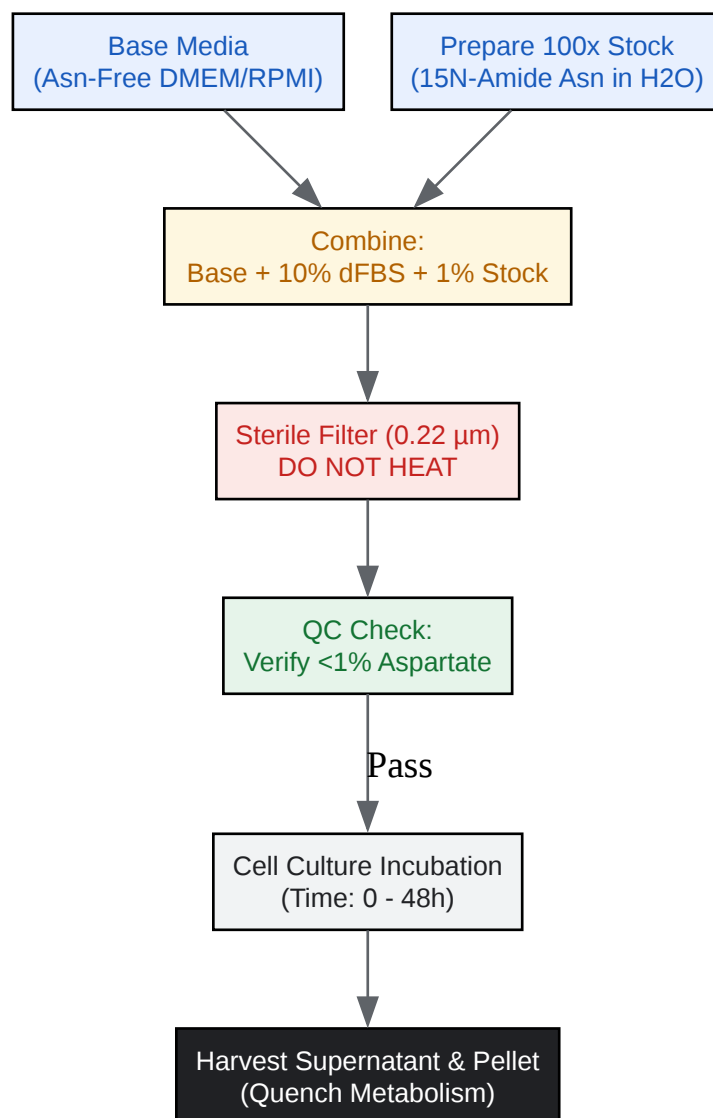 Base Media
(Asn-Free DMEM/RPMI)
Prepare 100x Stock
(15N-Amide Asn in H2O)
Combine:
Base + 10% dFBS + 1% Stock
Sterile Filter (0.22 µm)
DO NOT HEAT
QC Check:
Verify <1% Aspartate
Pass
Cell Culture Incubation
(Time: 0 - 48h)
Harvest Supernatant & Pellet
(Quench Metabolism)